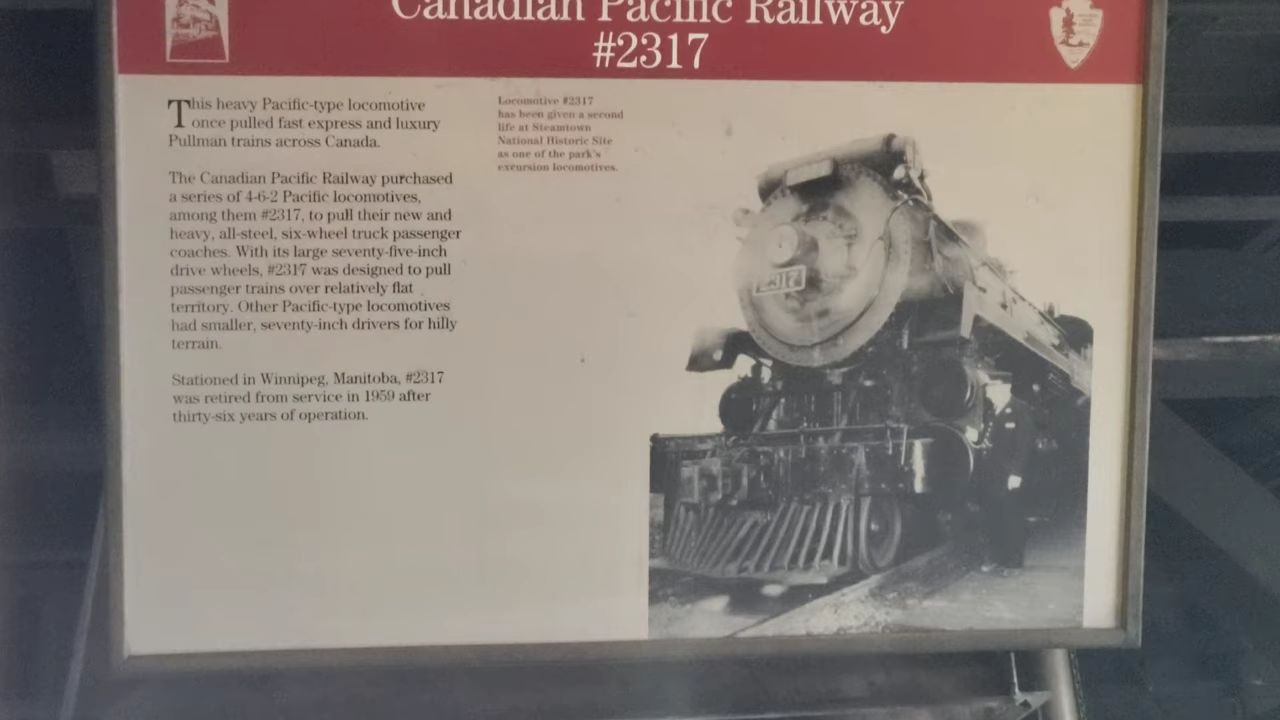 Canadian Pacific Railway
#2317
This heavy Pacific-type locomotive
once pulled fast express and luxury
Pullman trains across Canada.
The Canadian Pacific Railway purchased
a series of 4-6-2 Pacific locomotives,
among them #2317, to pull their new and
heavy, all-steel, six-wheel truck passenger
coaches. With its large seventy-five-inch
drive wheels, #2317 was designed to pull
passenger trains over relatively flat
territory. Other Pacific-type locomotives
had smaller, seventy-inch drivers for hilly
terrain.
Stationed in Winnipeg, Manitoba, #2317
was retired from service in 1959 after
thirty-six years of operation.
Locomotive #2317
has been given a second
life at Steamtown
National Historic Site
as one of the park's
excursion locomotives.
2317